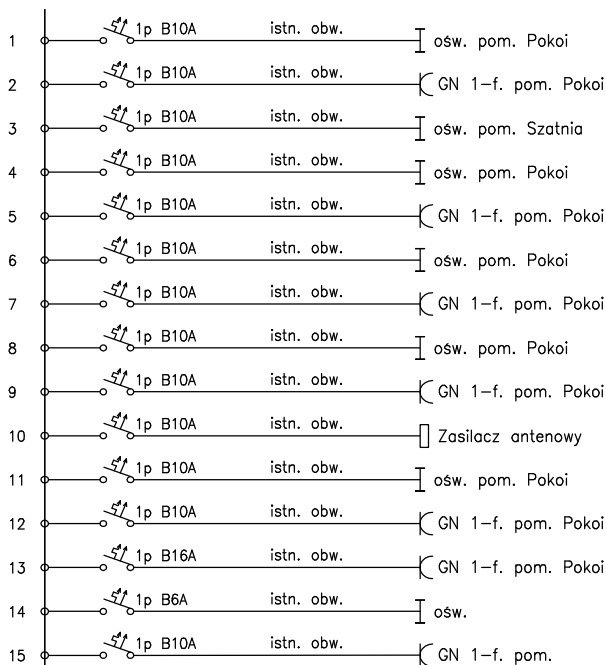 1 1p B10A istn. obw. ośw. pom. Pokoi
2 1p B10A istn. obw. GN 1-f. pom. Pokoi
3 1p B10A istn. obw. ośw. pom. Szatnia
4 1p B10A istn. obw. ośw. pom. Pokoi
5 1p B10A istn. obw. GN 1-f. pom. Pokoi
6 1p B10A istn. obw. ośw. pom. Pokoi
7 1p B10A istn. obw. GN 1-f. pom. Pokoi
8 1p B10A istn. obw. ośw. pom. Pokoi
9 1p B10A istn. obw. GN 1-f. pom. Pokoi
10 1p B10A istn. obw. Zasilacz antenowy
11 1p B10A istn. obw. ośw. pom. Pokoi
12 1p B10A istn. obw. GN 1-f. pom. Pokoi
13 1p B16A istn. obw. GN 1-f. pom. Pokoi
14 1p B6A istn. obw. ośw.
15 1p B10A istn. obw. GN 1-f. pom.